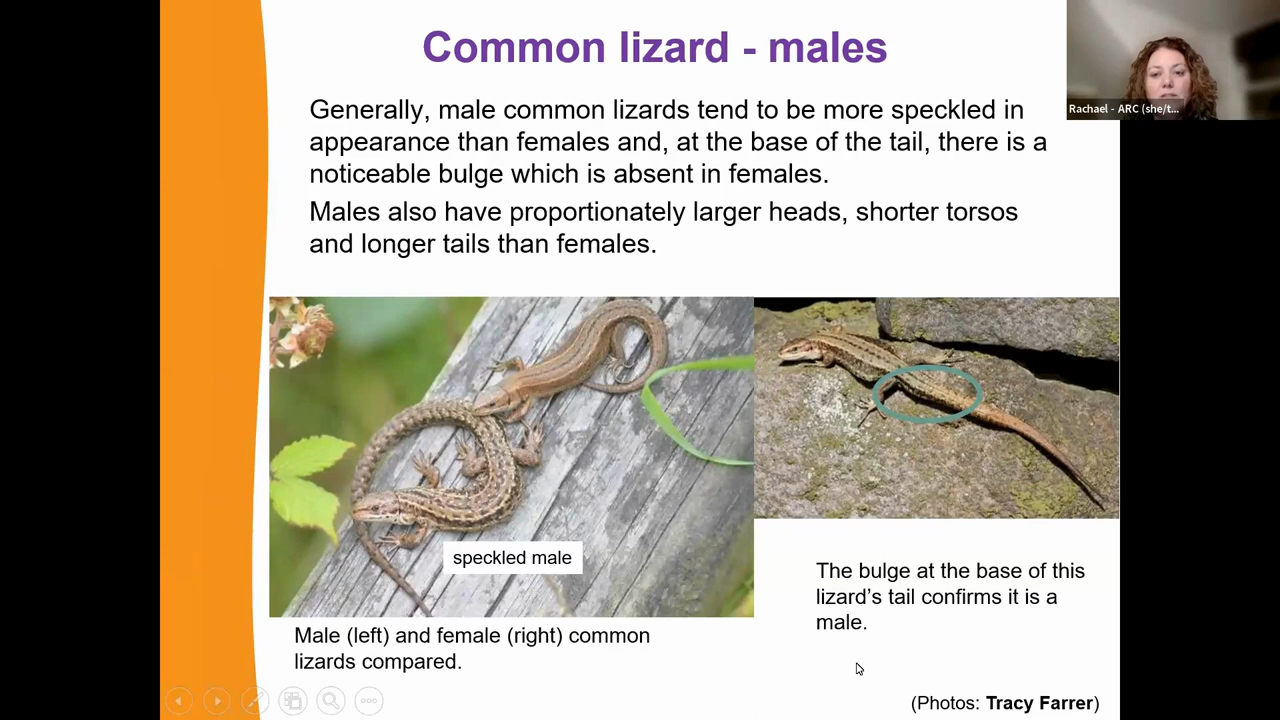 Common lizard - males
Rachael - ARC (she/t...
Generally, male common lizards tend to be more speckled in
appearance than females and, at the base of the tail, there is a
noticeable bulge which is absent in females.
Males also have proportionately larger heads, shorter torsos
and longer tails than females.
speckled male
Male (left) and female (right) common
lizards compared.
The bulge at the base of this
lizard’s tail confirms it is a
male.
(Photos: Tracy Farrer)